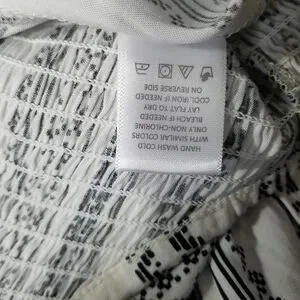 HAND WASH COLD
WITH SIMILAR COLORS
ONLY NON-CHLORINE
BLEACH IF NEEDED
LAY FLAT TO DRY
COOL IRON IF NEEDED
ON REVERSE SIDE